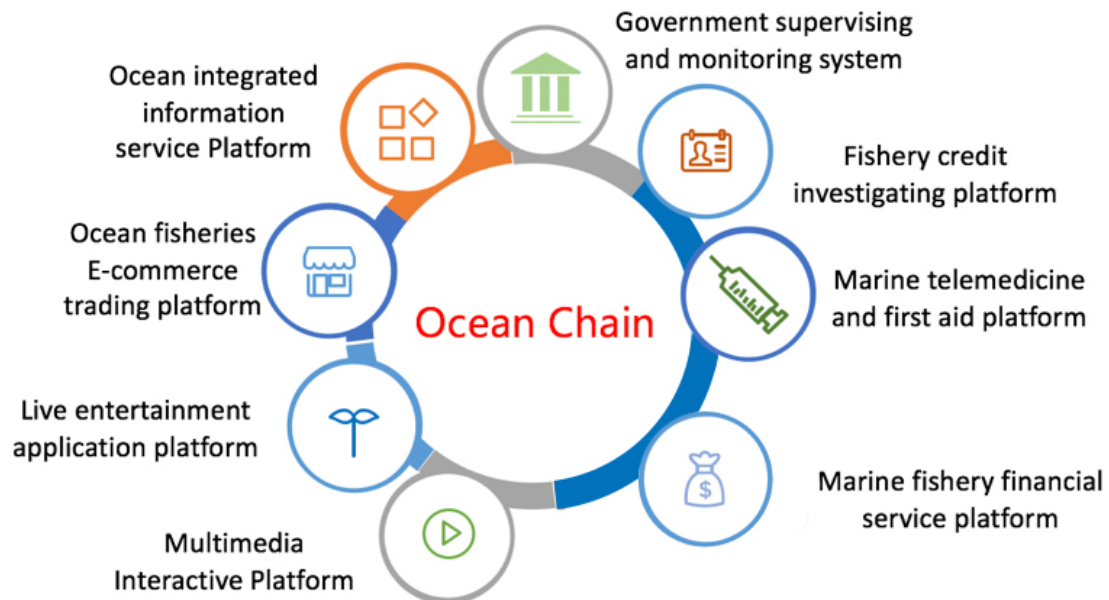 Government supervising
and monitoring system
Ocean integrated
information
service Platform
Fishery credit
investigating platform
Ocean fisheries
E-commerce
trading platform
Marine telemedicine
and first aid platform
Ocean Chain
Live entertainment
application platform
Marine fishery financial
service platform
$
Multimedia
Interactive Platform